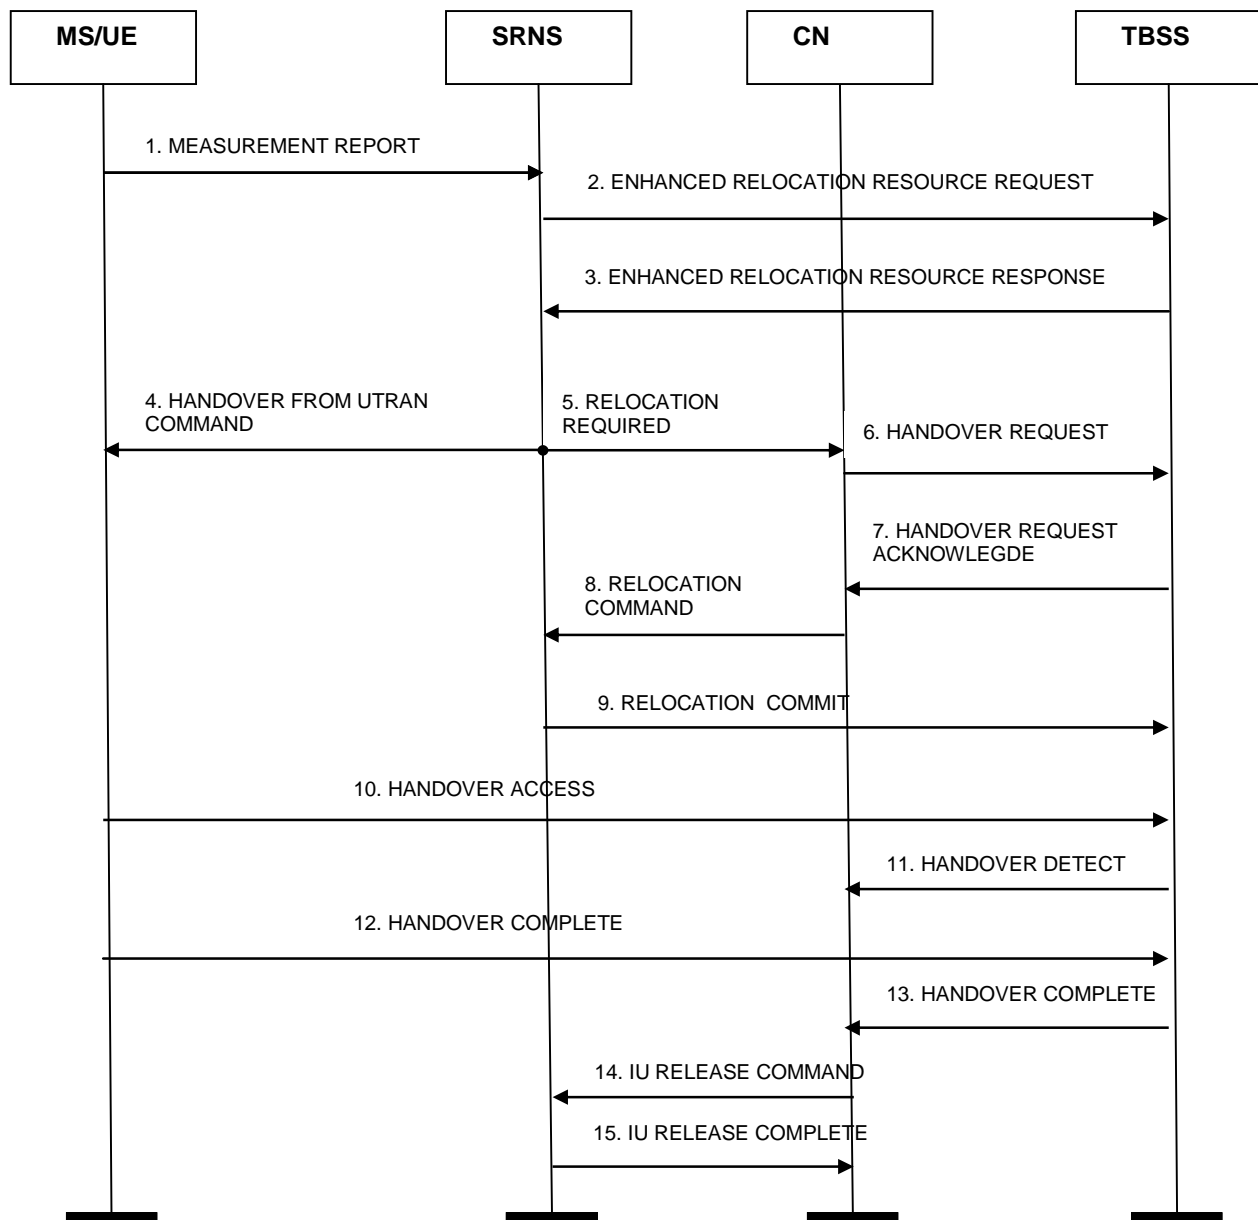 MS/UE
SRNS
CN
TBSS
1. MEASUREMENT REPORT
2. ENHANCED RELOCATION RESOURCE REQUEST
3. ENHANCED RELOCATION RESOURCE RESPONSE
4. HANDOVER FROM UTRAN
COMMAND
5. RELOCATION
REQUIRED
6. HANDOVER REQUEST
7. HANDOVER REQUEST
ACKNOWLEGDE
8. RELOCATION
COMMAND
9. RELOCATION  COMMIT
10. HANDOVER ACCESS
11. HANDOVER DETECT
12. HANDOVER COMPLETE
13. HANDOVER COMPLETE
14. IU RELEASE COMMAND
15. IU RELEASE COMPLETE